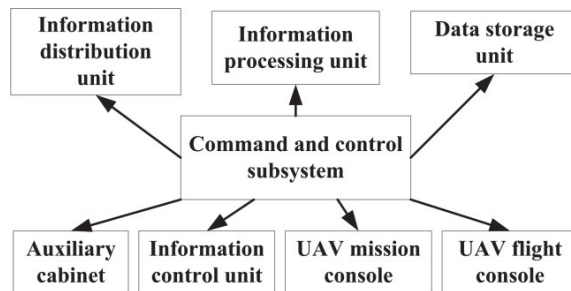 Information
distribution
unit
Information
processing unit
Data storage
unit
Command and control
subsystem
Auxiliary
cabinet
Information
control unit
UAV mission
console
UAV flight
console